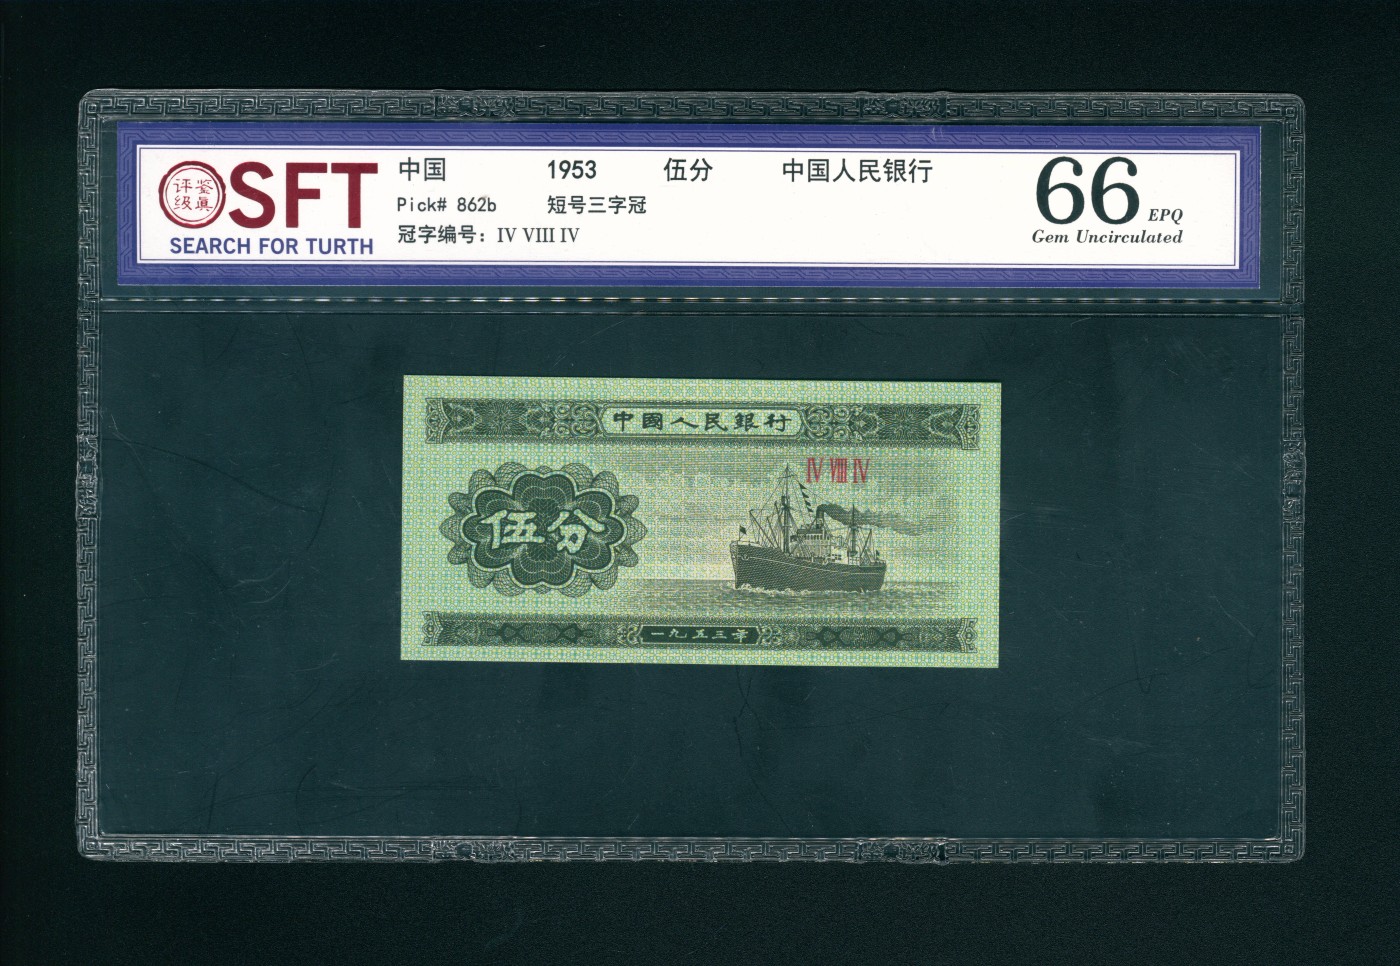 评鉴
级真
SFT
SEARCH FOR TURTH
中国 1953 伍分 中国人民银行
Pick# 862b 短号三字冠
冠字编号：IV VIII IV
66 EPQ
Gem Uncirculated
中國人民銀行
IV VIII IV
伍分
一九五三年